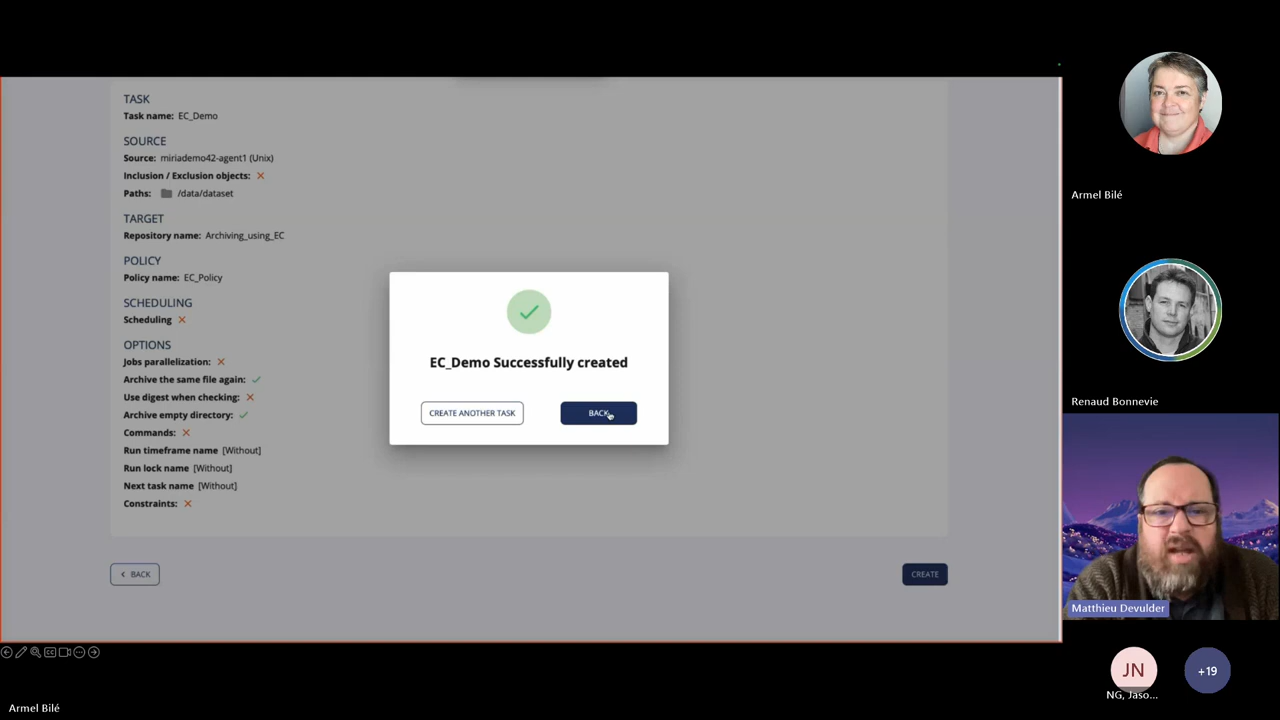 TASK
Task name: EC_Demo
SOURCE
Source: miriademo42-agent1 (Unix)
Inclusion / Exclusion objects:
Paths: /data/dataset
TARGET
Repository name: Archiving_using_EC
POLICY
Policy name: EC_Policy
SCHEDULING
Scheduling
OPTIONS
Jobs parallelization:
Archive the same file again:
Use digest when checking:
Archive empty directory:
Commands:
Run timeframe name [Without]
Run lock name [Without]
Next task name [Without]
Constraints:
EC_Demo Successfully created
CREATE ANOTHER TASK
BACK
< BACK
CREATE
Armel Bilé
Renaud Bonnevie
Matthieu Devulder
JN
NG, Jaso...
+19
CC
Armel Bilé